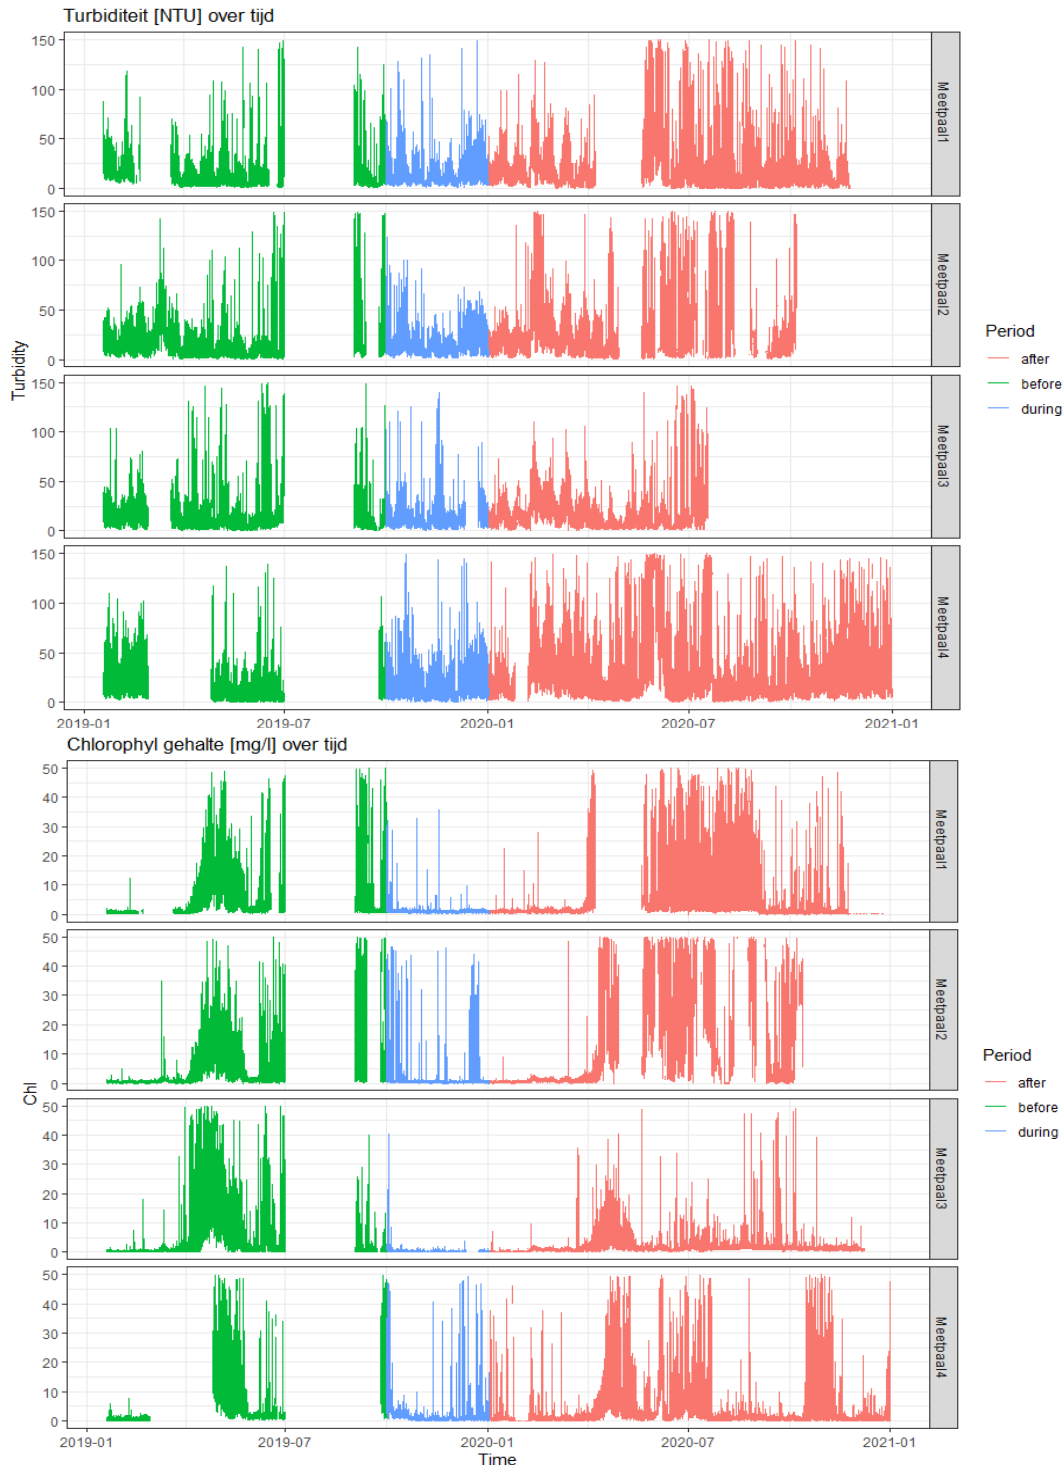 Turbiditeit [NTU] over tijd
150
100
50
0
Meetpaal1
150
100
50
0
Meetpaal2
150
100
50
0
Meetpaal3
150
100
50
0
Meetpaal4
Turbidity
2019-01 2019-07 2020-01 2020-07 2021-01
Period
after
before
during
Chlorophyl gehalte [mg/l] over tijd
50
40
30
20
10
0
Meetpaal1
50
40
30
20
10
0
Meetpaal2
50
40
30
20
10
0
Meetpaal3
50
40
30
20
10
0
Meetpaal4
Chl
2019-01 2019-07 2020-01 2020-07 2021-01
Time
Period
after
before
during